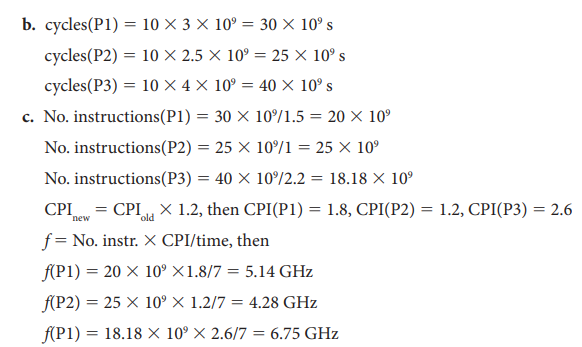 b. cycles(P1) = 10 × 3 × 10⁹ = 30 × 10⁹ s
cycles(P2) = 10 × 2.5 × 10⁹ = 25 × 10⁹ s
cycles(P3) = 10 × 4 × 10⁹ = 40 × 10⁹ s
c. No. instructions(P1) = 30 × 10⁹/1.5 = 20 × 10⁹
No. instructions(P2) = 25 × 10⁹/1 = 25 × 10⁹
No. instructions(P3) = 40 × 10⁹/2.2 = 18.18 × 10⁹
CPI_new = CPI_old × 1.2, then CPI(P1) = 1.8, CPI(P2) = 1.2, CPI(P3) = 2.6
f = No. instr. × CPI/time, then
f(P1) = 20 × 10⁹ ×1.8/7 = 5.14 GHz
f(P2) = 25 × 10⁹ × 1.2/7 = 4.28 GHz
f(P1) = 18.18 × 10⁹ × 2.6/7 = 6.75 GHz